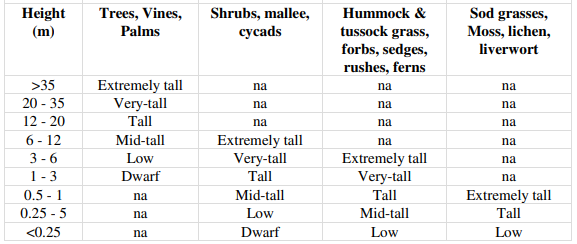 Height (m) | Trees, Vines, Palms | Shrubs, mallee, cycads | Hummock & tussock grass, forbs, sedges, rushes, ferns | Sod grasses, Moss, lichen, liverwort
>35 | Extremely tall | na | na | na
20 - 35 | Very-tall | na | na | na
12 - 20 | Tall | na | na | na
6 - 12 | Mid-tall | Extremely tall | na | na
3 - 6 | Low | Very-tall | Extremely tall | na
1 - 3 | Dwarf | Tall | Very-tall | na
0.5 - 1 | na | Mid-tall | Tall | Extremely tall
0.25 - 5 | na | Low | Mid-tall | Tall
<0.25 | na | Dwarf | Low | Low